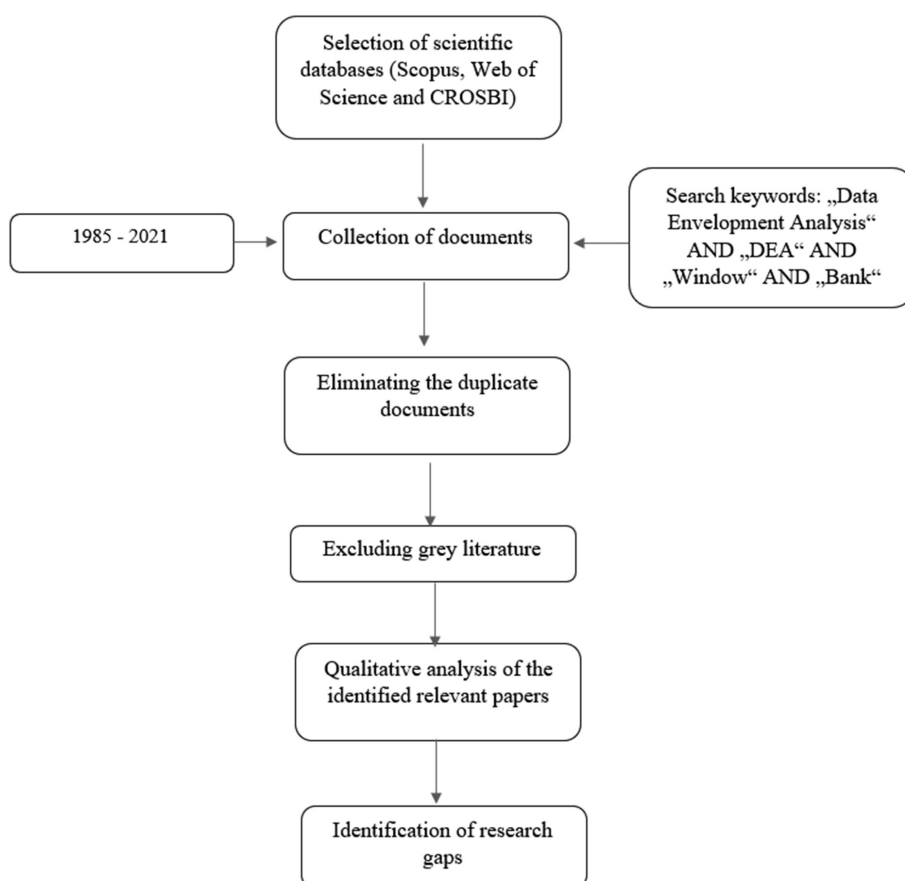 Selection of scientific
databases (Scopus, Web of
Science and CROSBI)
1985 - 2021
Collection of documents
Search keywords: „Data
Envelopment Analysis“
AND „DEA“ AND
„Window“ AND „Bank“
Eliminating the duplicate
documents
Excluding grey literature
Qualitative analysis of the
identified relevant papers
Identification of research
gaps